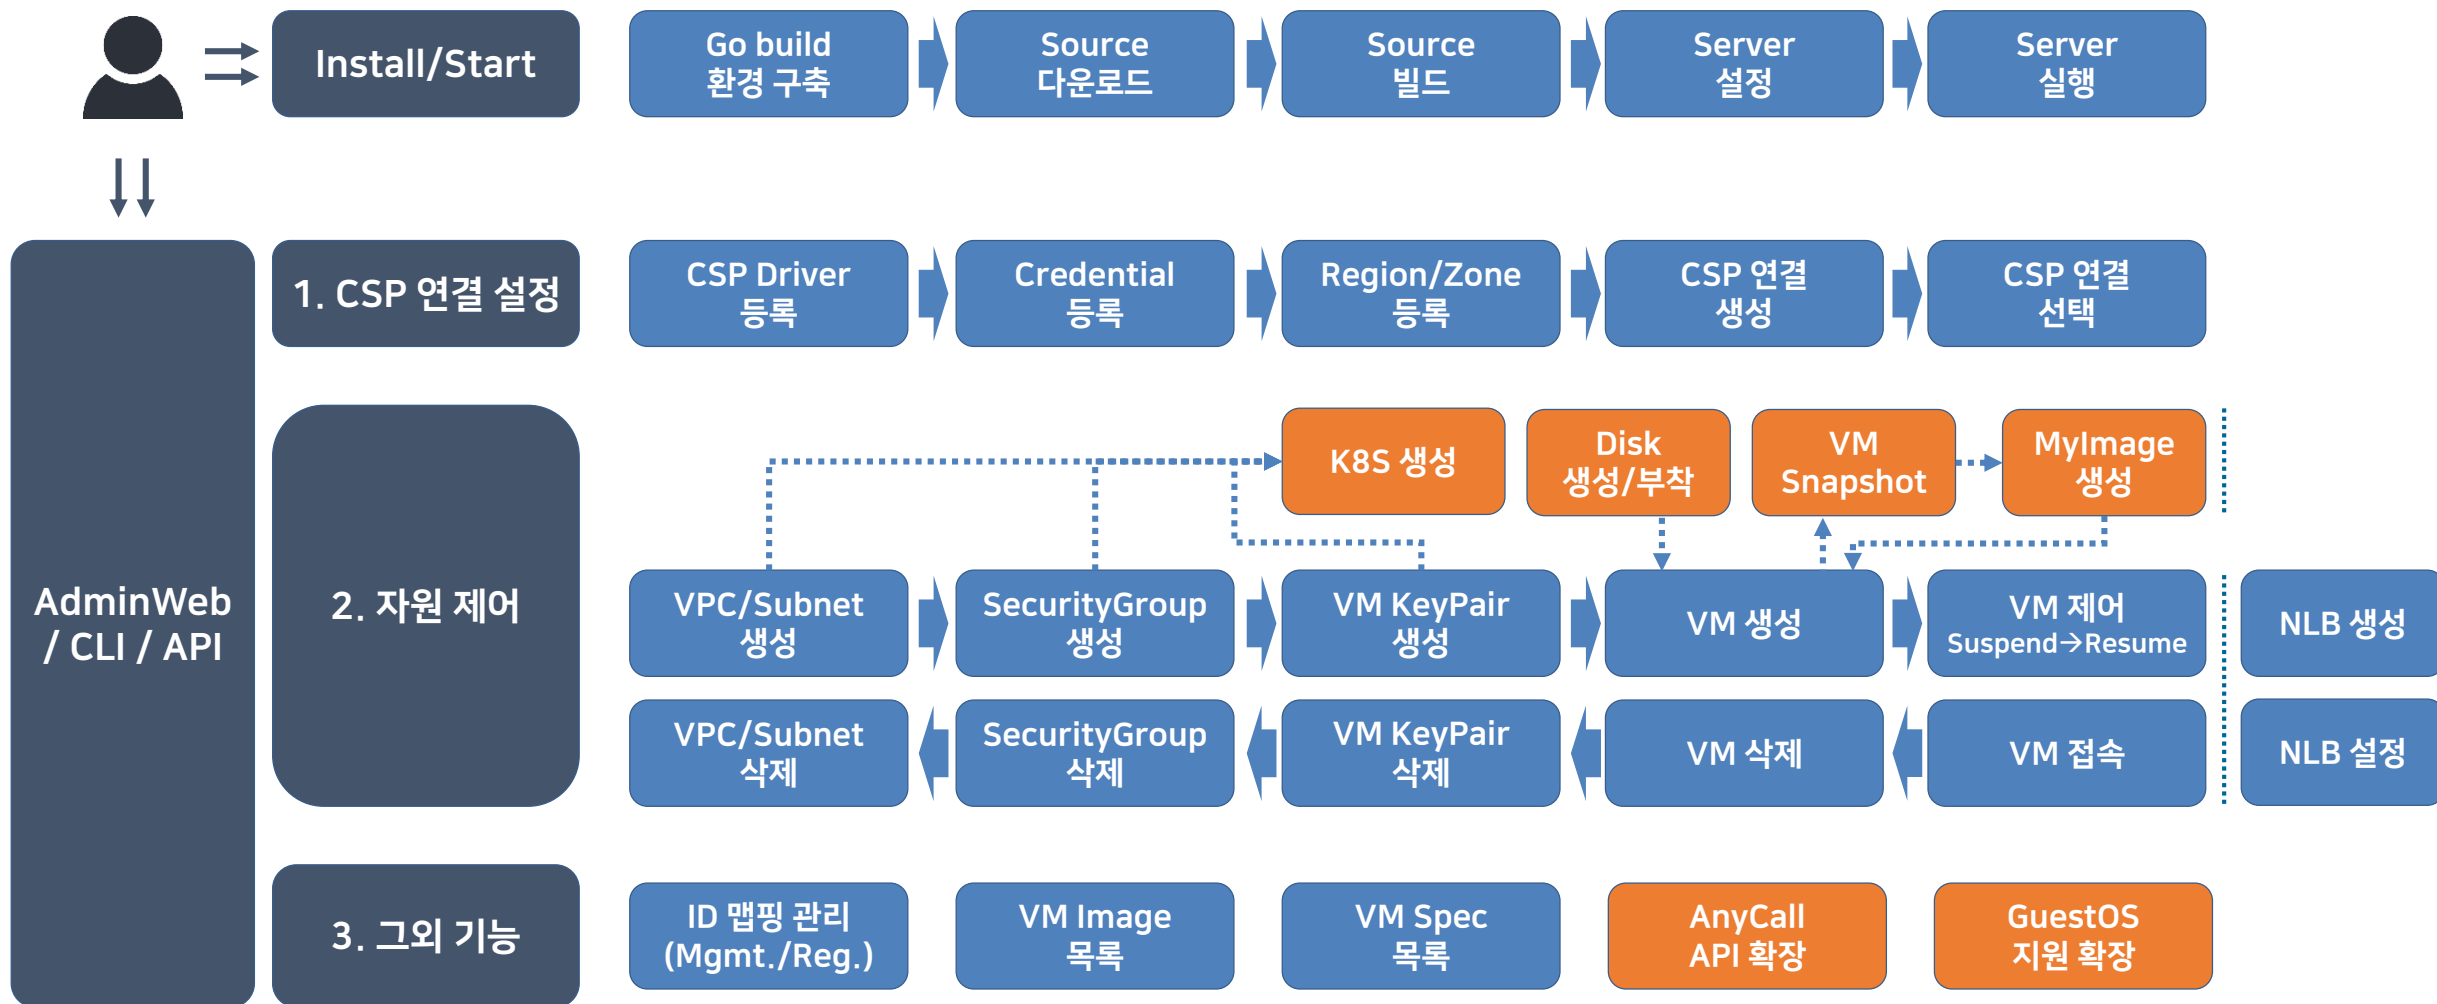 Install/Start
Go build
환경 구축
Source
다운로드
Source
빌드
Server
설정
Server
실행
1. CSP 연결 설정
CSP Driver
등록
Credential
등록
Region/Zone
등록
CSP 연결
생성
CSP 연결
선택
AdminWeb
/ CLI / API
2. 자원 제어
K8S 생성
Disk
생성/부착
VM
Snapshot
MyImage
생성
VPC/Subnet
생성
SecurityGroup
생성
VM KeyPair
생성
VM 생성
VM 제어
Suspend→Resume
NLB 생성
VPC/Subnet
삭제
SecurityGroup
삭제
VM KeyPair
삭제
VM 삭제
VM 접속
NLB 설정
3. 그외 기능
ID 맵핑 관리
(Mgmt./Reg.)
VM Image
목록
VM Spec
목록
AnyCall
API 확장
GuestOS
지원 확장